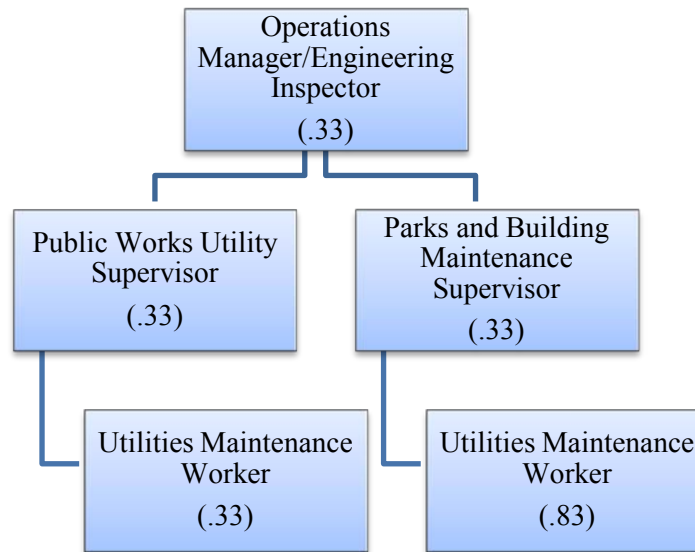 Operations
Manager/Engineering
Inspector
(.33)
Public Works Utility
Supervisor
(.33)
Parks and Building
Maintenance
Supervisor
(.33)
Utilities Maintenance
Worker
(.33)
Utilities Maintenance
Worker
(.83)